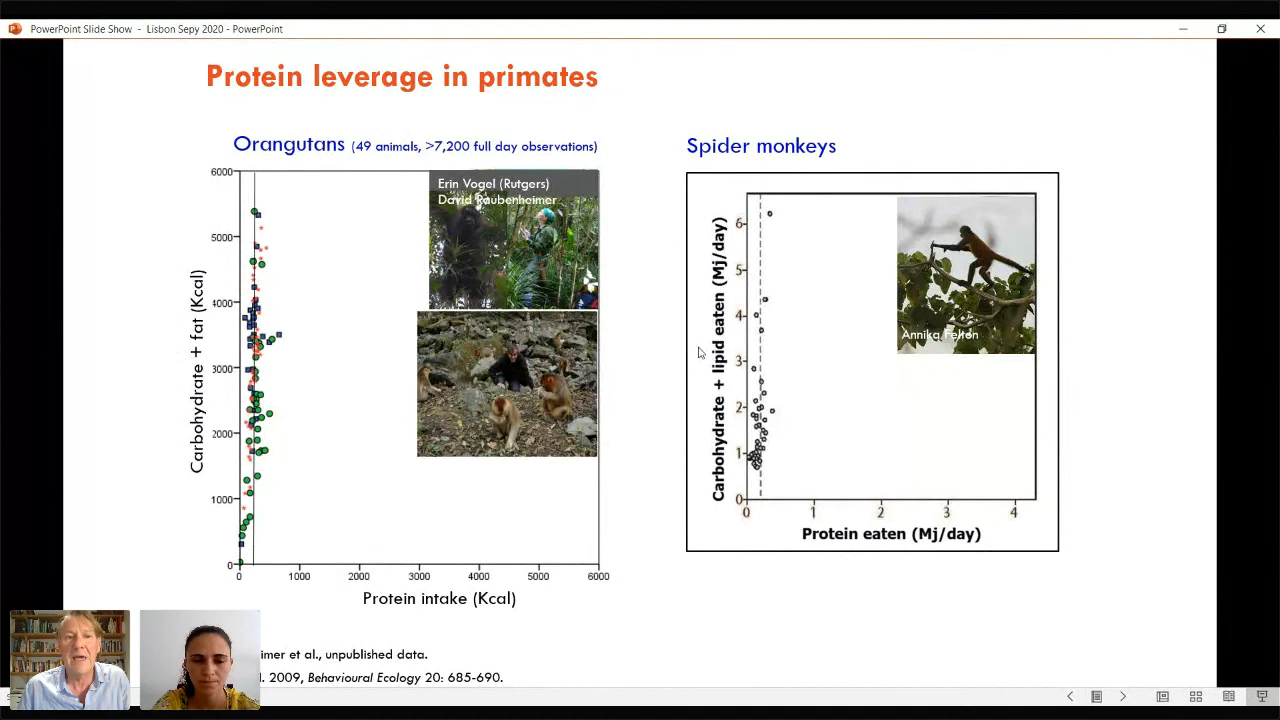 PowerPoint Slide Show - Lisbon Sepy 2020 - PowerPoint
Protein leverage in primates
Orangutans (49 animals, >7,200 full day observations)
Spider monkeys
Erin Vogel (Rutgers)
David Raubenheimer
6000
5000
4000
3000
2000
1000
0
Carbohydrate + fat (Kcal)
0 1000 2000 3000 4000 5000 6000
Protein intake (Kcal)
Annika Felton
6
5
4
3
2
1
0
Carbohydrate + lipid eaten (Mj/day)
0 1 2 3 4
Protein eaten (Mj/day)
imer et al., unpublished data.
l. 2009, Behavioural Ecology 20: 685-690.